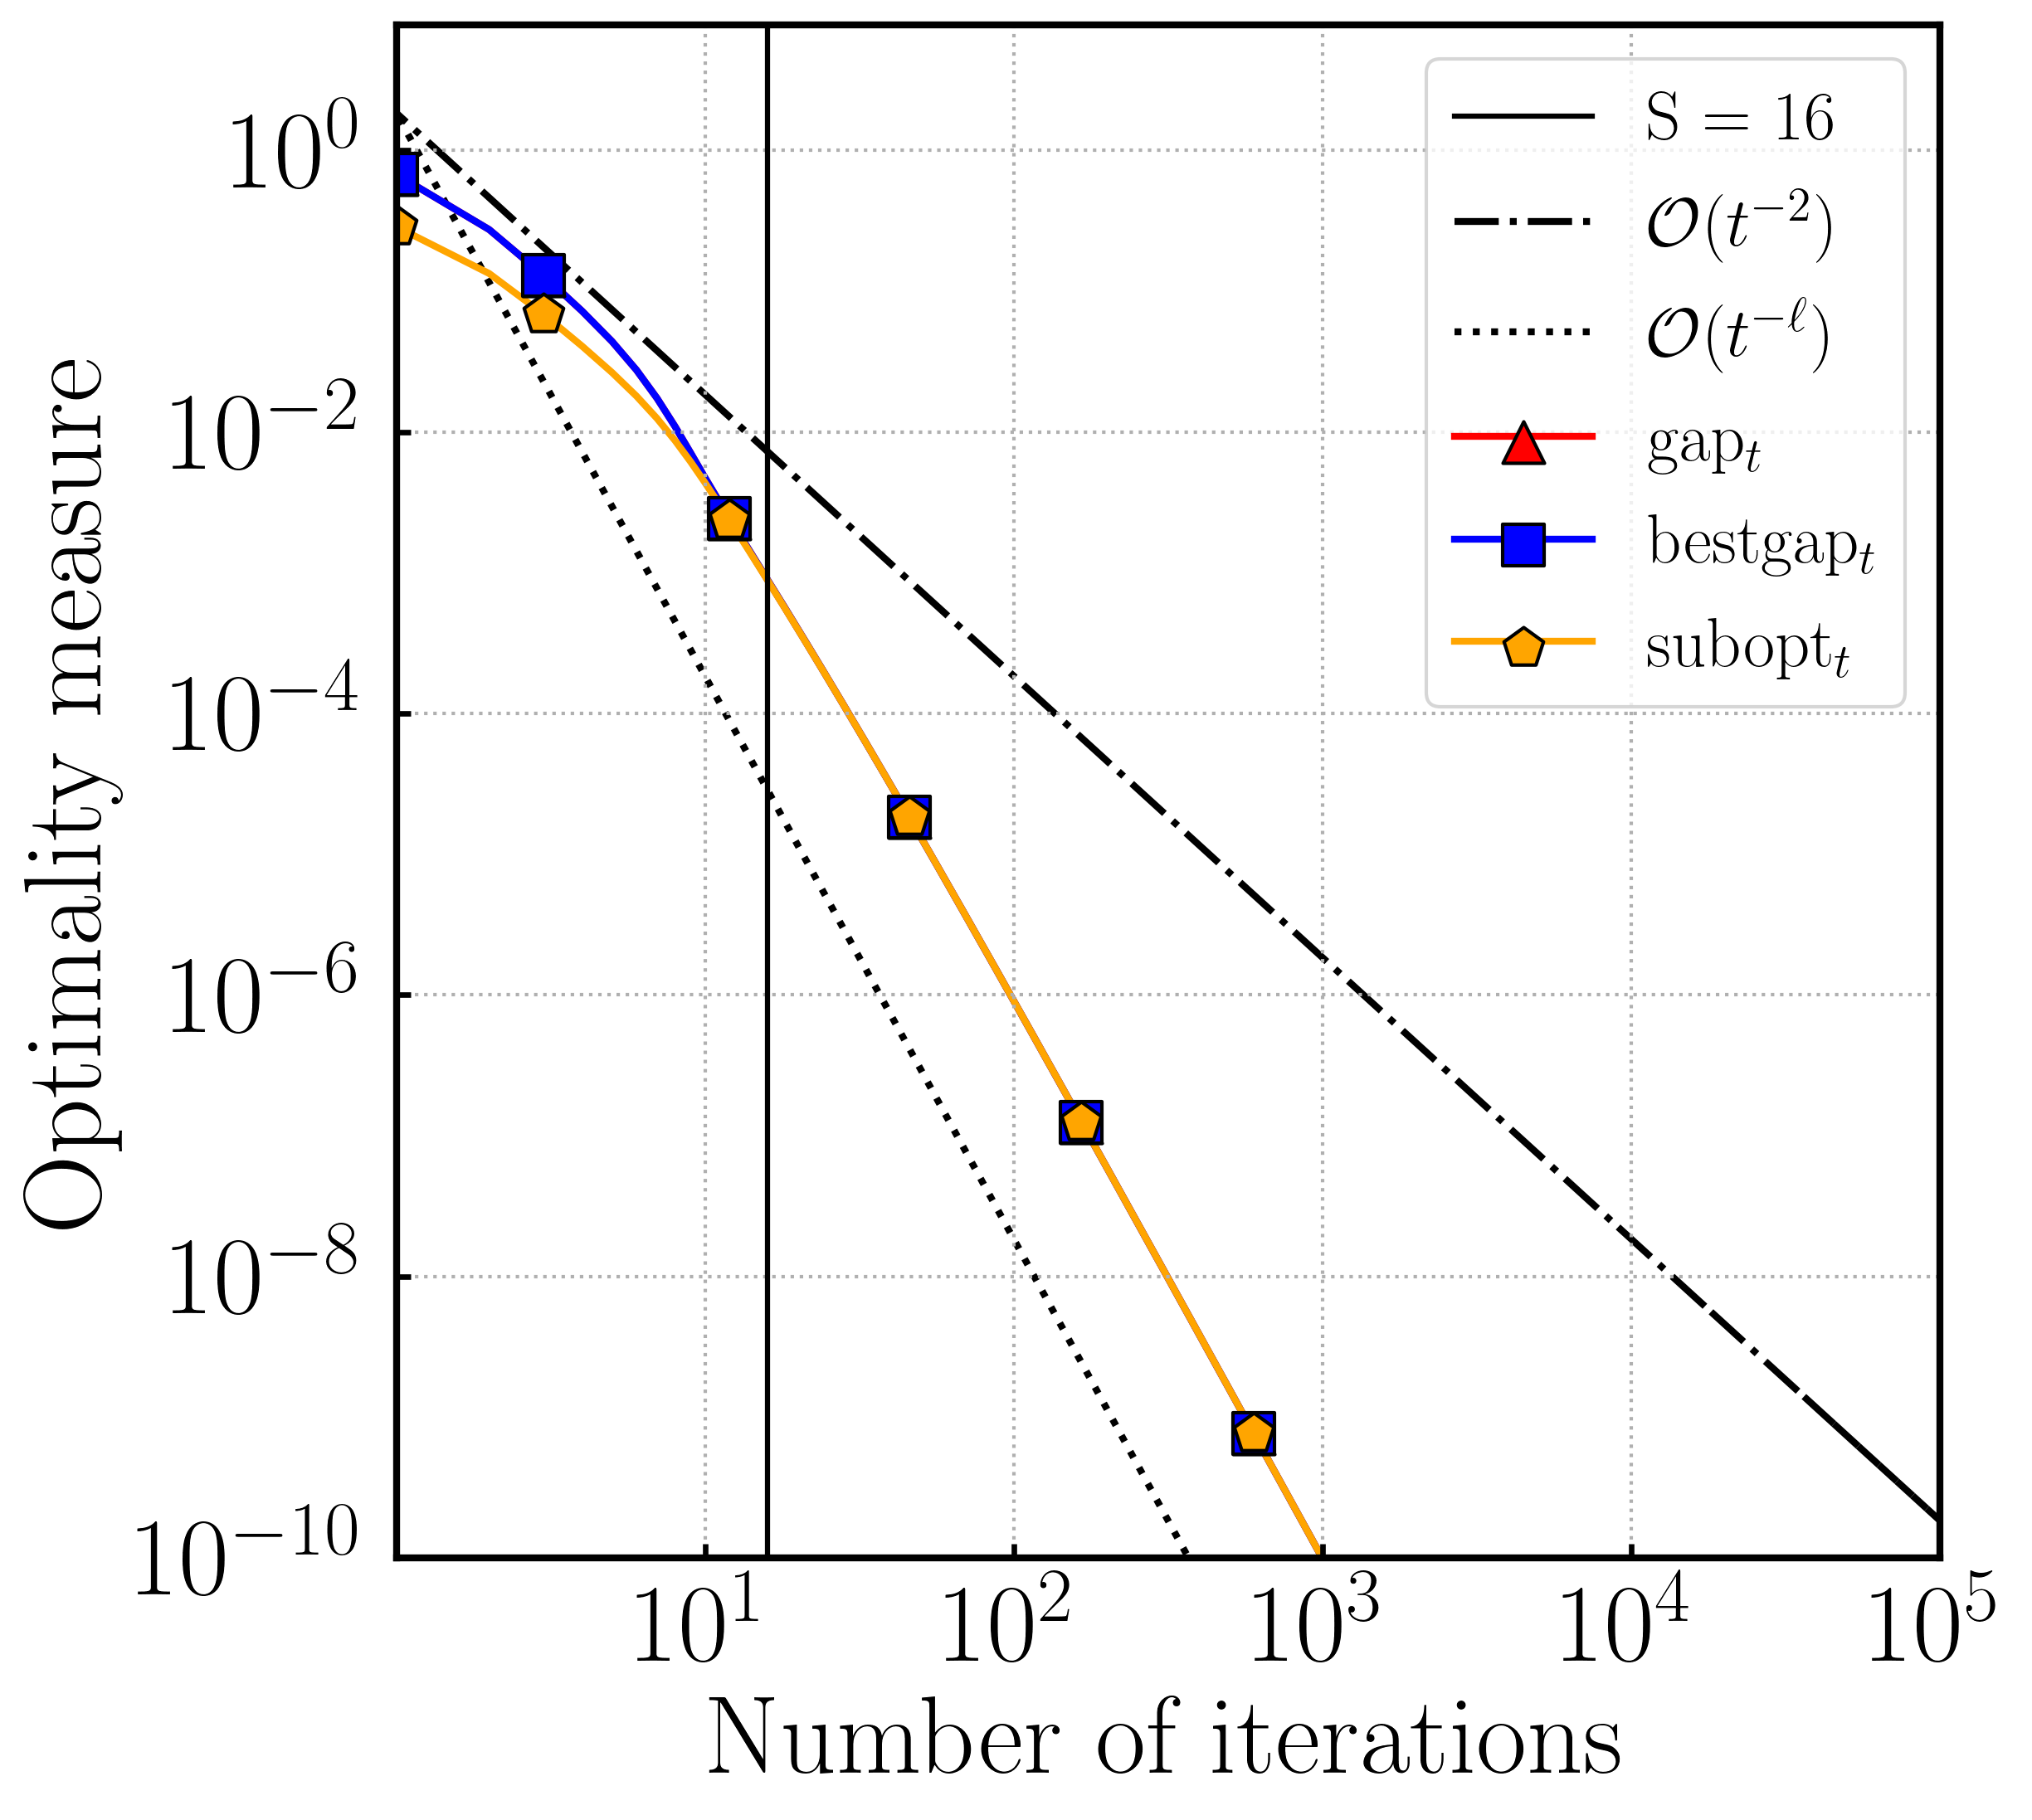 Optimality measure
10⁰
10⁻²
10⁻⁴
10⁻⁶
10⁻⁸
10⁻¹⁰
S = 16
𝒪(t⁻²)
𝒪(t^{-ℓ})
gapₜ
bestgapₜ
suboptₜ
10¹ 10² 10³ 10⁴ 10⁵
Number of iterations